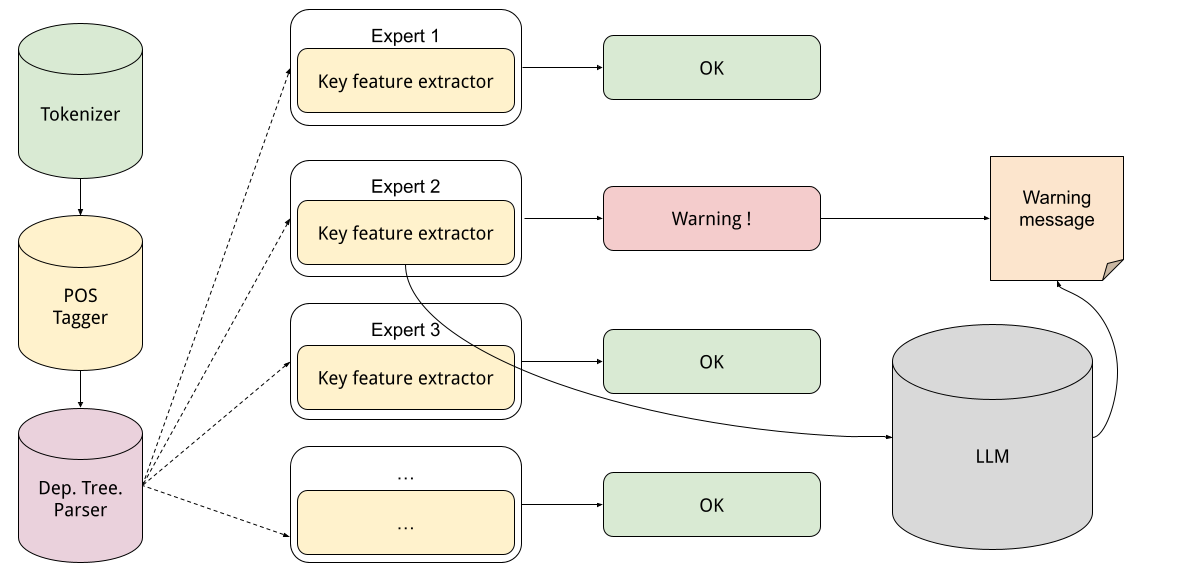 Tokenizer
POS
Tagger
Dep. Tree.
Parser
Expert 1
Key feature extractor
OK
Expert 2
Key feature extractor
Warning !
Warning
message
Expert 3
Key feature extractor
OK
LLM
...
...
OK